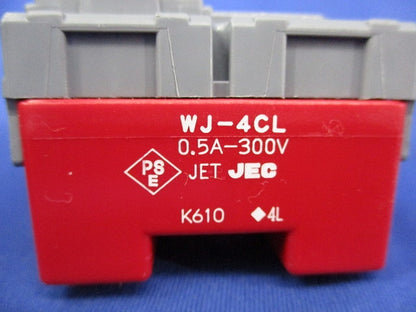 WJ-4CL
0.5A-300V
PS E JET JEC
K610 ◆4L